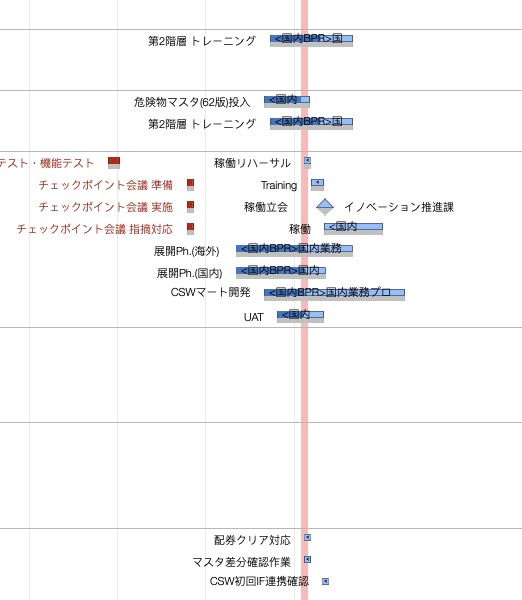 第2階層 トレーニング <国内BPR>国
危険物マスタ(62版)投入 <国内
第2階層 トレーニング <国内BPR>国
テスト・機能テスト 稼働リハーサル <
チェックポイント会議 準備 Training <
チェックポイント会議 実施 稼働立会 イノベーション推進課
チェックポイント会議 指摘対応 稼働 <国内
展開Ph.(海外) <国内BPR>国内業務
展開Ph.(国内) <国内BPR>国内
CSWマート開発 <国内BPR>国内業務プロ
UAT <国内
配券クリア対応 <
マスタ差分確認作業 <
CSW初回IF連携確認 <